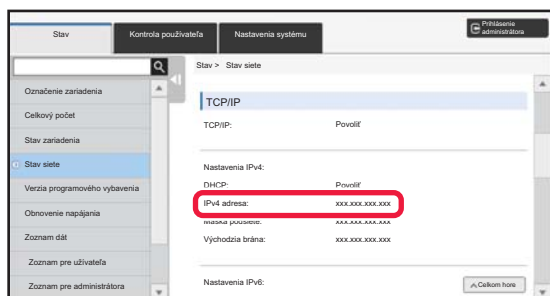 Stav
Kontrola používateľa
Nastavenia systému
Prihlásenie
administrátora
Stav > Stav siete
Označenie zariadenia
Celkový počet
Stav zariadenia
Stav siete
Verzia programového vybavenia
Obnovenie napájania
Zoznam dát
Zoznam pre užívateľa
Zoznam pre administrátora
TCP/IP
TCP/IP: Povoliť
Nastavenia IPv4:
DHCP: Povoliť
IPv4 adresa: xxx.xxx.xxx.xxx
Maska podsiete: xxx.xxx.xxx.xxx
Východzia brána: xxx.xxx.xxx.xxx
Nastavenia IPv6:
Celkom hore